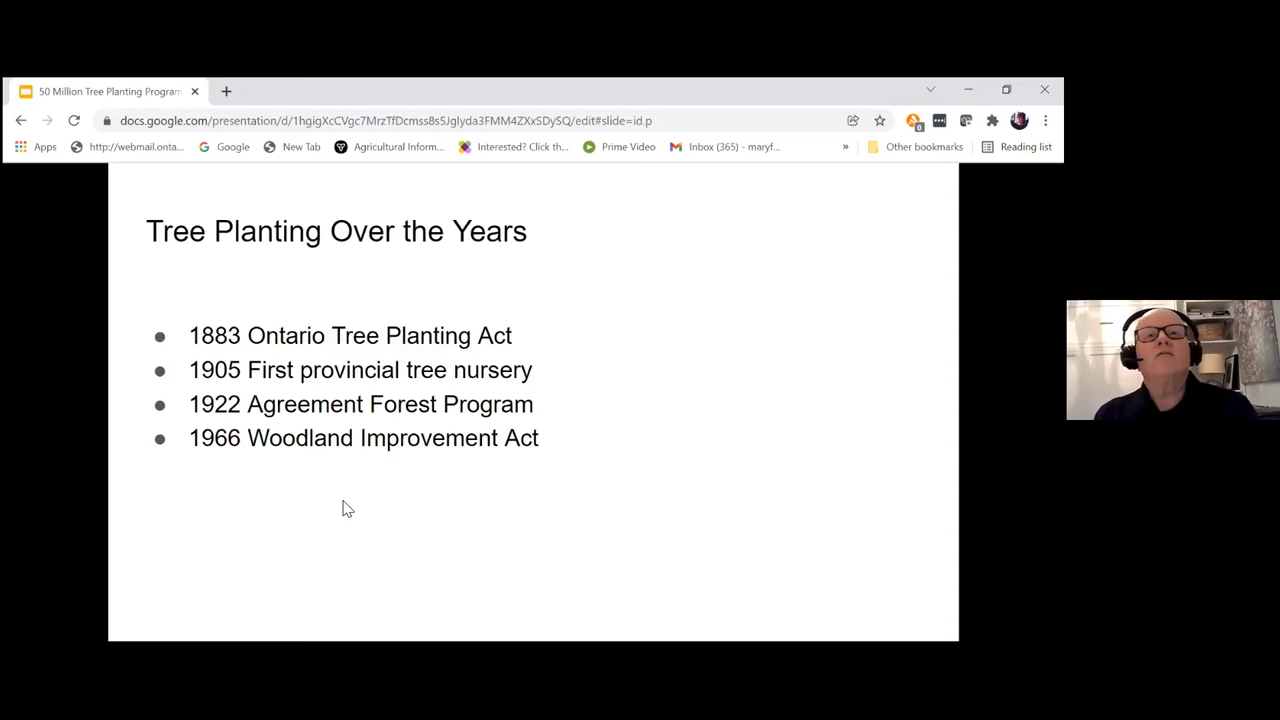 50 Million Tree Planting Program
docs.google.com/presentation/d/1hgigXcCVgc7MrzTfDcmss8s5Jglyda3FMM4ZXxSDySQ/edit#slide=id.p
Apps http://webmail.onta... Google New Tab Agricultural Inform... Interested? Click th... Prime Video Inbox (365) - maryf... » Other bookmarks Reading list
Tree Planting Over the Years
● 1883 Ontario Tree Planting Act
● 1905 First provincial tree nursery
● 1922 Agreement Forest Program
● 1966 Woodland Improvement Act